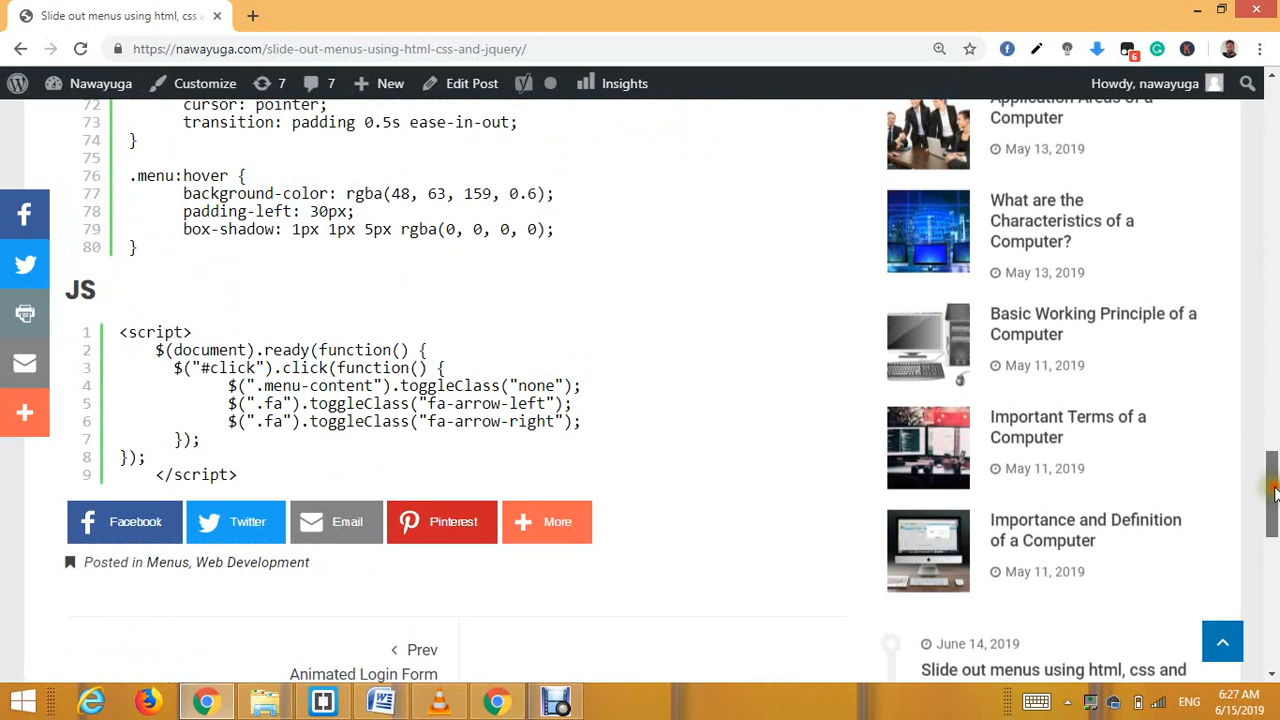 Slide out menus using html, css a
https://nawayuga.com/slide-out-menus-using-html-css-and-jquery/
6
Nawayuga
Customize
7
7
New
Edit Post
Insights
Howdy, nawayuga
72 cursor: pointer;
73 transition: padding 0.5s ease-in-out;
74 }
75
76 .menu:hover {
77 background-color: rgba(48, 63, 159, 0.6);
78 padding-left: 30px;
79 box-shadow: 1px 1px 5px rgba(0, 0, 0, 0);
80 }
JS
1 <script>
2 $(document).ready(function() {
3 $("#click").click(function() {
4 $(".menu-content").toggleClass("none");
5 $(".fa").toggleClass("fa-arrow-left");
6 $(".fa").toggleClass("fa-arrow-right");
7 });
8 });
9 </script>
Facebook
Twitter
Email
Pinterest
More
Posted in Menus, Web Development
Prev
Animated Login Form
Application Areas of a
Computer
May 13, 2019
What are the
Characteristics of a
Computer?
May 13, 2019
Basic Working Principle of a
Computer
May 11, 2019
Important Terms of a
Computer
May 11, 2019
Importance and Definition
of a Computer
May 11, 2019
June 14, 2019
Slide out menus using html, css and
ENG
6:27 AM
6/15/2019